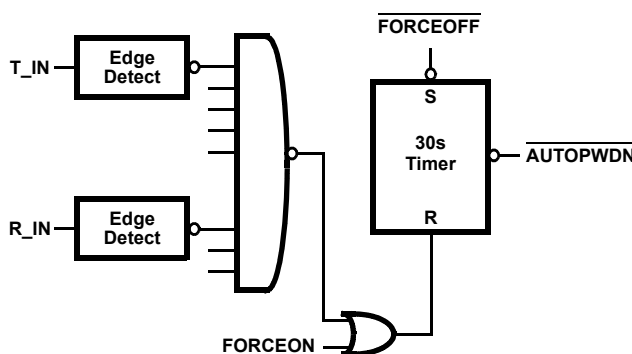 FORCEOFF
T_IN
Edge
Detect
S
30s
Timer
AUTOPWDN
R_IN
Edge
Detect
R
FORCEON